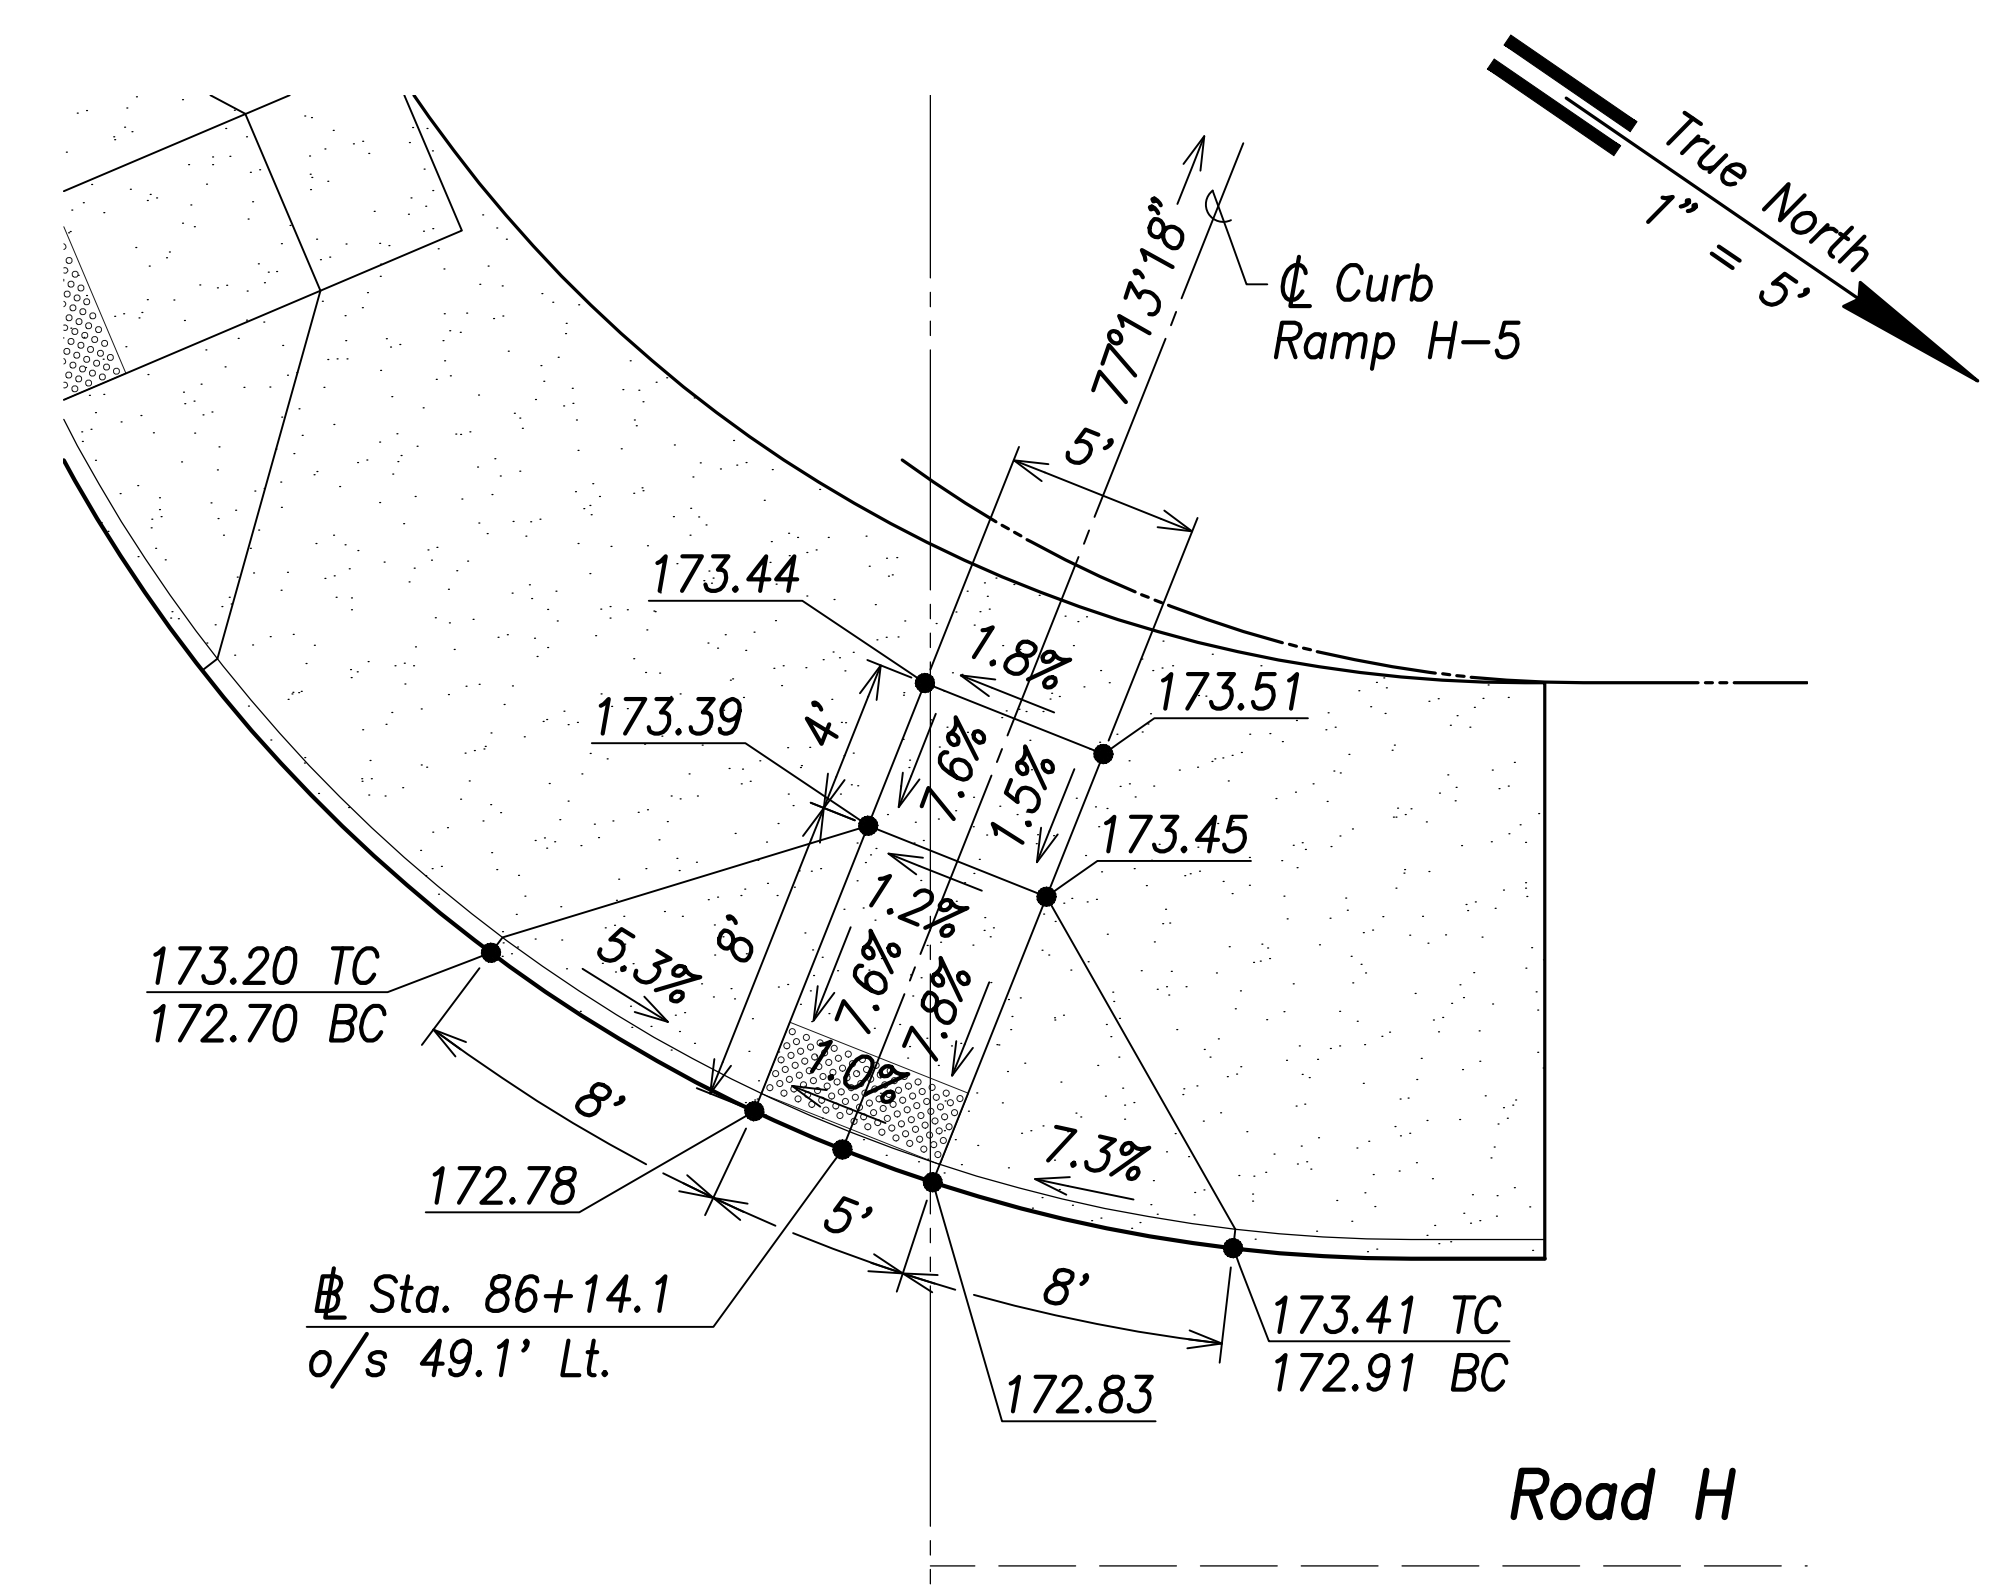 True North
1" = 5'
77°13'18"
℄ Curb
Ramp H-5
5'
173.44
1.8%
173.51
173.39
4'
7.6%
1.5%
173.45
1.2%
8'
5.3%
7.6%
7.8%
173.20 TC
172.70 BC
1.0%
8'
7.3%
172.78
5'
8'
BL Sta. 86+14.1
o/s 49.1' Lt.
173.41 TC
172.91 BC
172.83
Road H